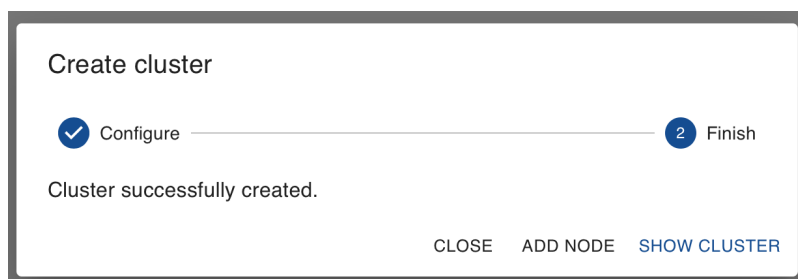 Create cluster
Configure 2 Finish
Cluster successfully created.
CLOSE ADD NODE SHOW CLUSTER